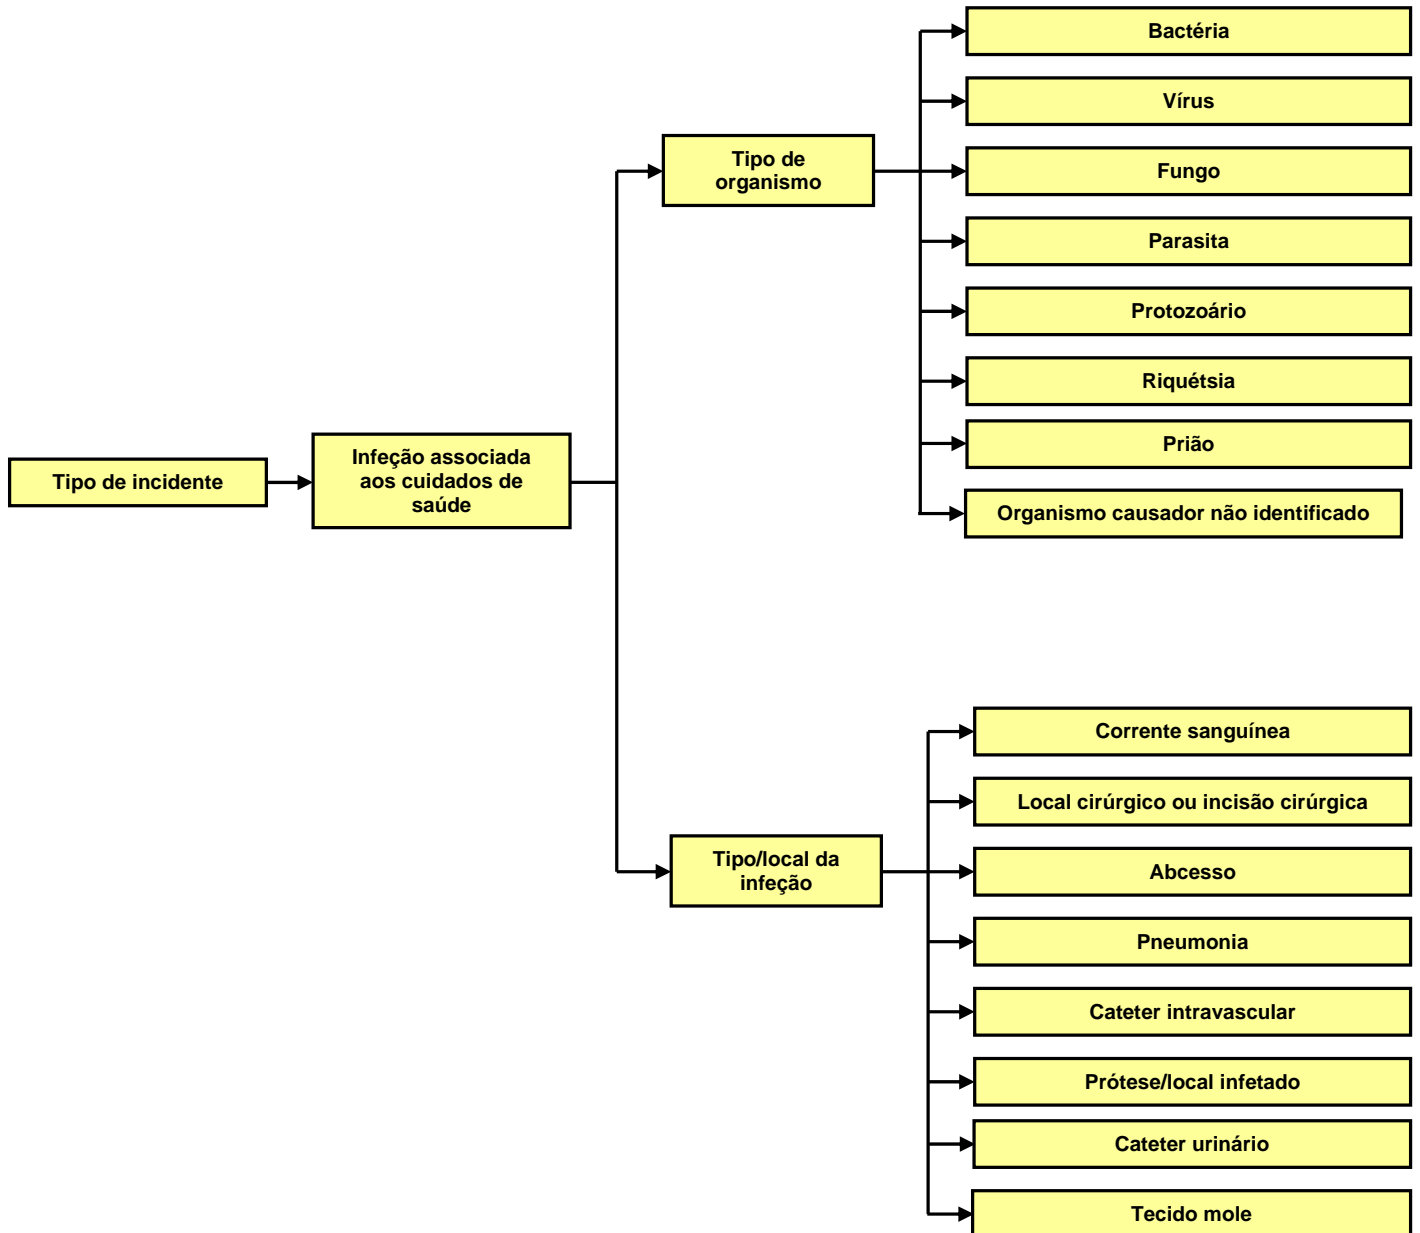 Tipo de incidente
Infeção associada
aos cuidados de
saúde
Tipo de
organismo
Bactéria
Vírus
Fungo
Parasita
Protozoário
Riquétsia
Prião
Organismo causador não identificado
Tipo/local da
infeção
Corrente sanguínea
Local cirúrgico ou incisão cirúrgica
Abcesso
Pneumonia
Cateter intravascular
Prótese/local infetado
Cateter urinário
Tecido mole